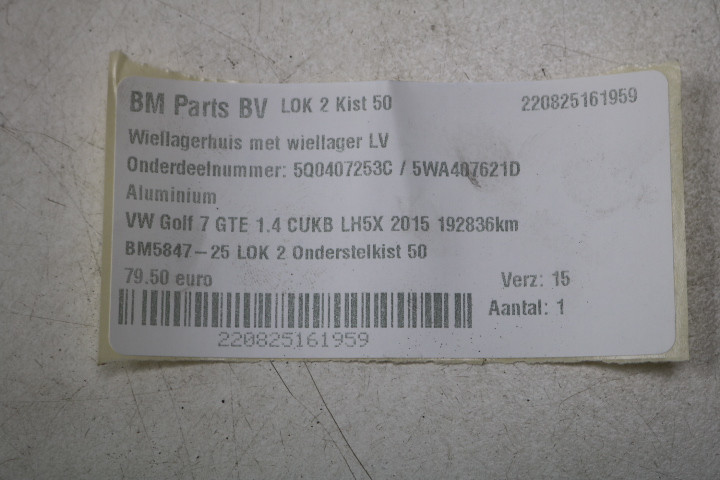 BM Parts BV LOK 2 Kist 50 220825161959
Wiellagerhuis met wiellager LV
Onderdeelnummer: 5Q0407253C / 5WA407621D
Aluminium
VW Golf 7 GTE 1.4 CUKB LH5X 2015 192836km
BM5847-25 LOK 2 Onderstelkist 50
79.50 euro Verz: 15
Aantal: 1
220825161959